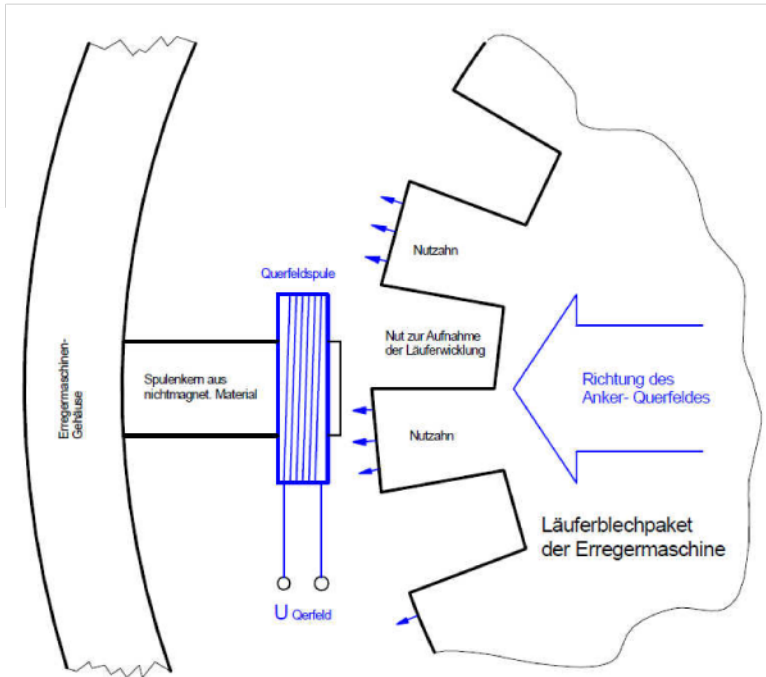 Nutzahn
Querfeldspule
Erregermaschinen-
Gehäuse
Spulenkern aus
nichtmagnet. Material
Nut zur Aufnahme
der Läuferwicklung
Richtung des
Anker- Querfeldes
Nutzahn
Läuferblechpaket
der Erregermaschine
U Qerfeld